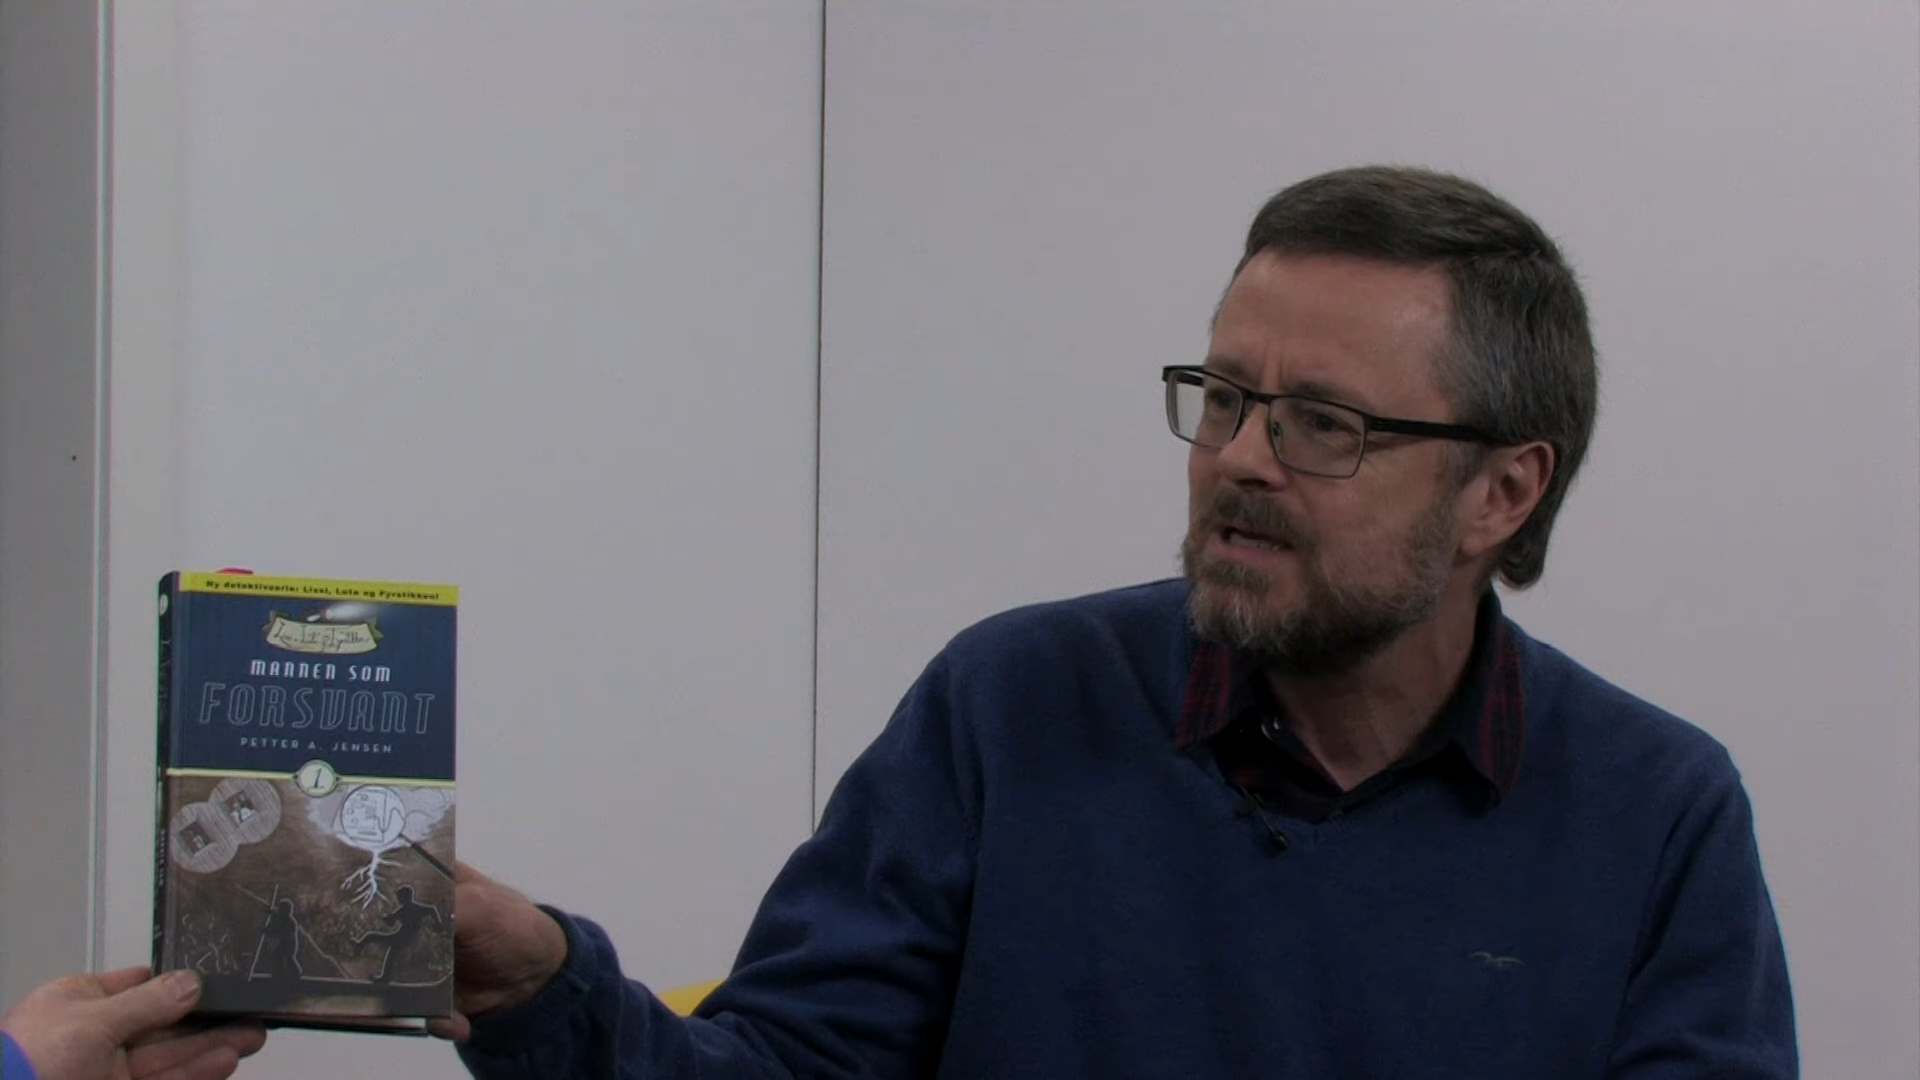 Ny detektivserie: Lissi, Lota og Fyrstikken!
MANNEN SOM
FORSVANT
PETTER A. JENSEN
1